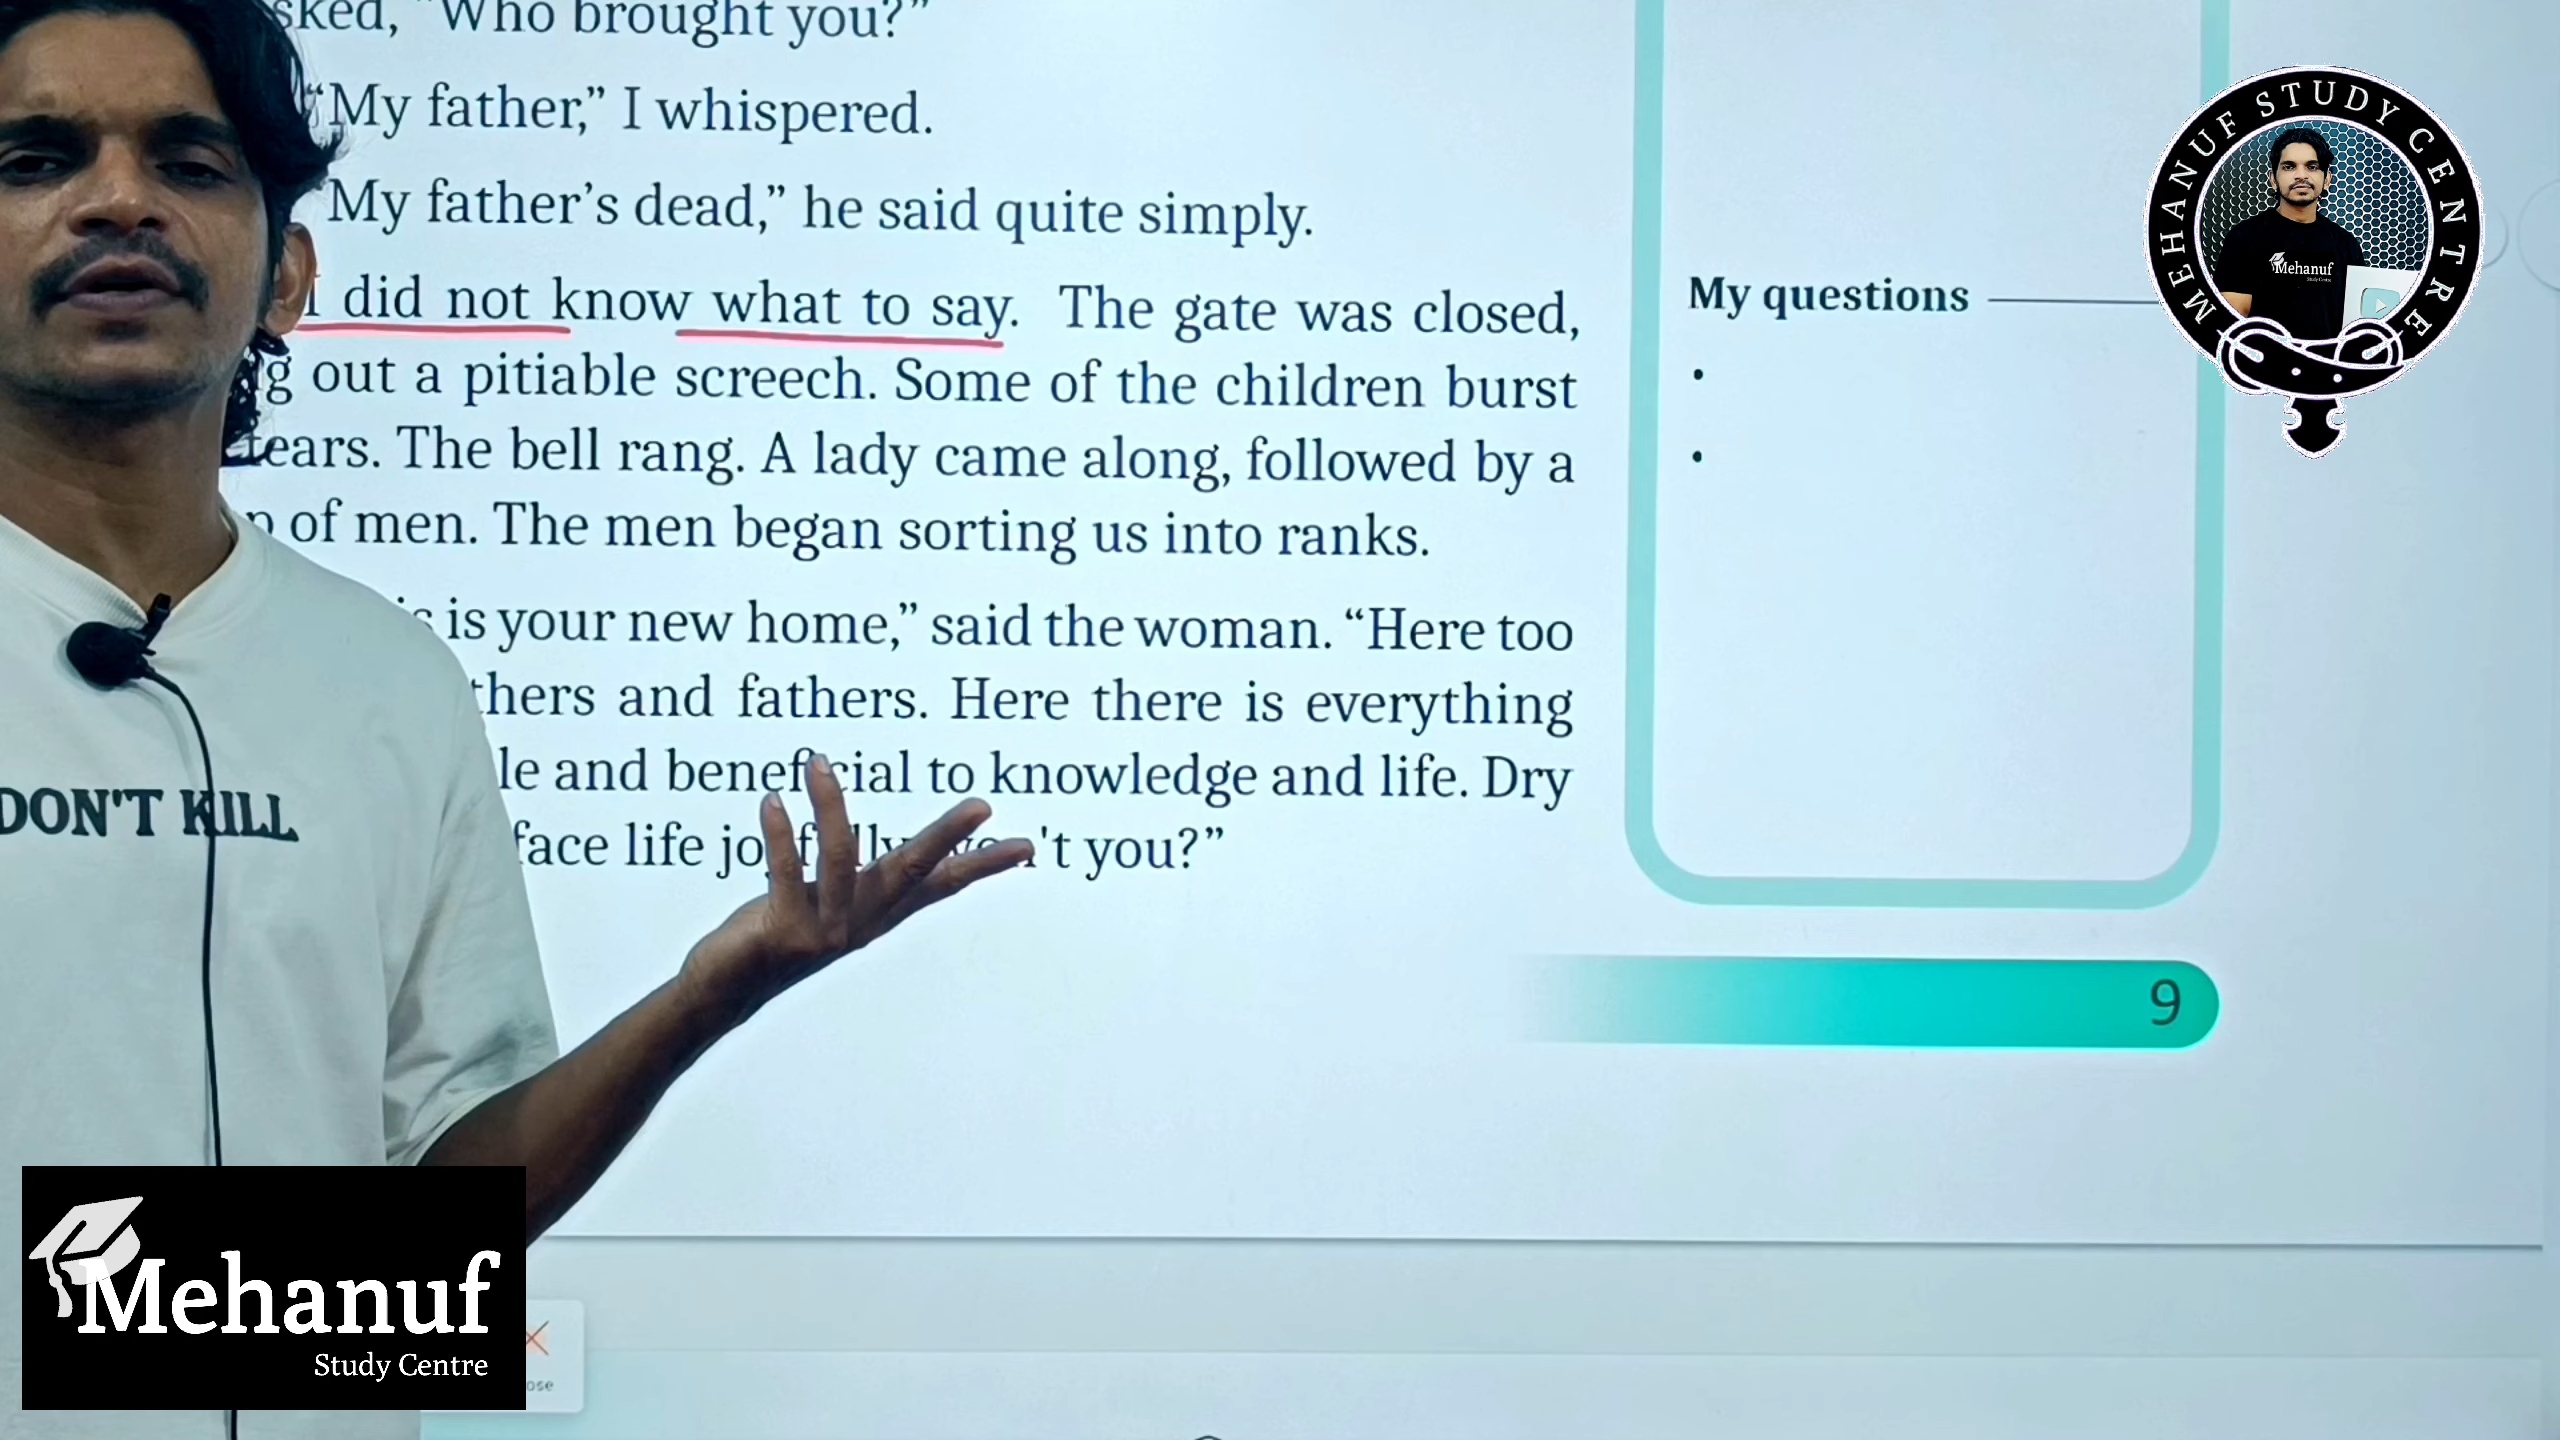 sked, "Who brought you?"
"My father," I whispered.
"My father's dead," he said quite simply.
I did not know what to say. The gate was closed,
g out a pitiable screech. Some of the children burst
tears. The bell rang. A lady came along, followed by a
p of men. The men began sorting us into ranks.
is your new home," said the woman. "Here too
thers and fathers. Here there is everything
le and beneficial to knowledge and life. Dry
face life joyfully won't you?"
My questions
9
MEHANUF STUDY CENTRE
Mehanuf
DON'T KILL
Mehanuf
Study Centre
ose